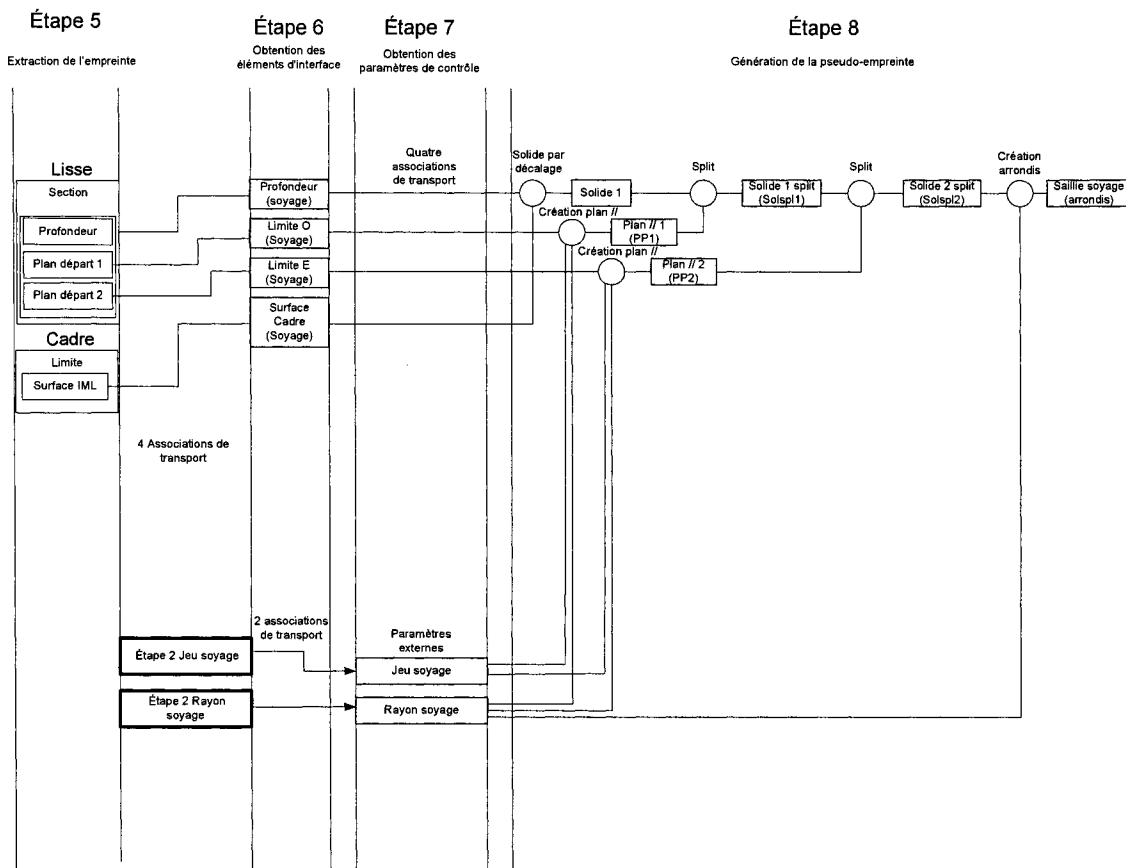 Étape 5
Étape 6
Étape 7
Étape 8
Extraction de l'empreinte
Obtention des
éléments d'interface
Obtention des
paramètres de contrôle
Génération de la pseudo-empreinte
Lisse
Section
Profondeur
Plan départ 1
Plan départ 2
Cadre
Limite
Surface IML
4 Associations de
transport
Profondeur
(soyage)
Limite O
(Soyage)
Limite E
(Soyage)
Surface
Cadre
(Soyage)
Quatre
associations
de transport
Solide par
décalage
Solide 1
Split
Solide 1 split
(Solspl1)
Split
Solide 2 split
(Solspl2)
Création
arrondis
Saillie soyage
(arrondis)
Création plan //
Plan // 1
(PP1)
Création plan //
Plan // 2
(PP2)
2 associations
de transport
Étape 2 Jeu soyage
Étape 2 Rayon
soyage
Paramètres
externes
Jeu soyage
Rayon soyage